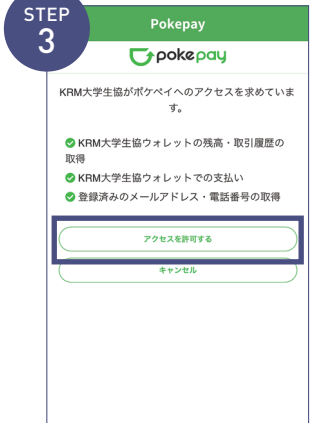 STEP
3
Pokepay
pokepay
KRM大学生協がポケペイへのアクセスを求めていま
す。
KRM大学生協ウォレットの残高・取引履歴の
取得
KRM大学生協ウォレットでの支払い
登録済みのメールアドレス・電話番号の取得
アクセスを許可する
キャンセル